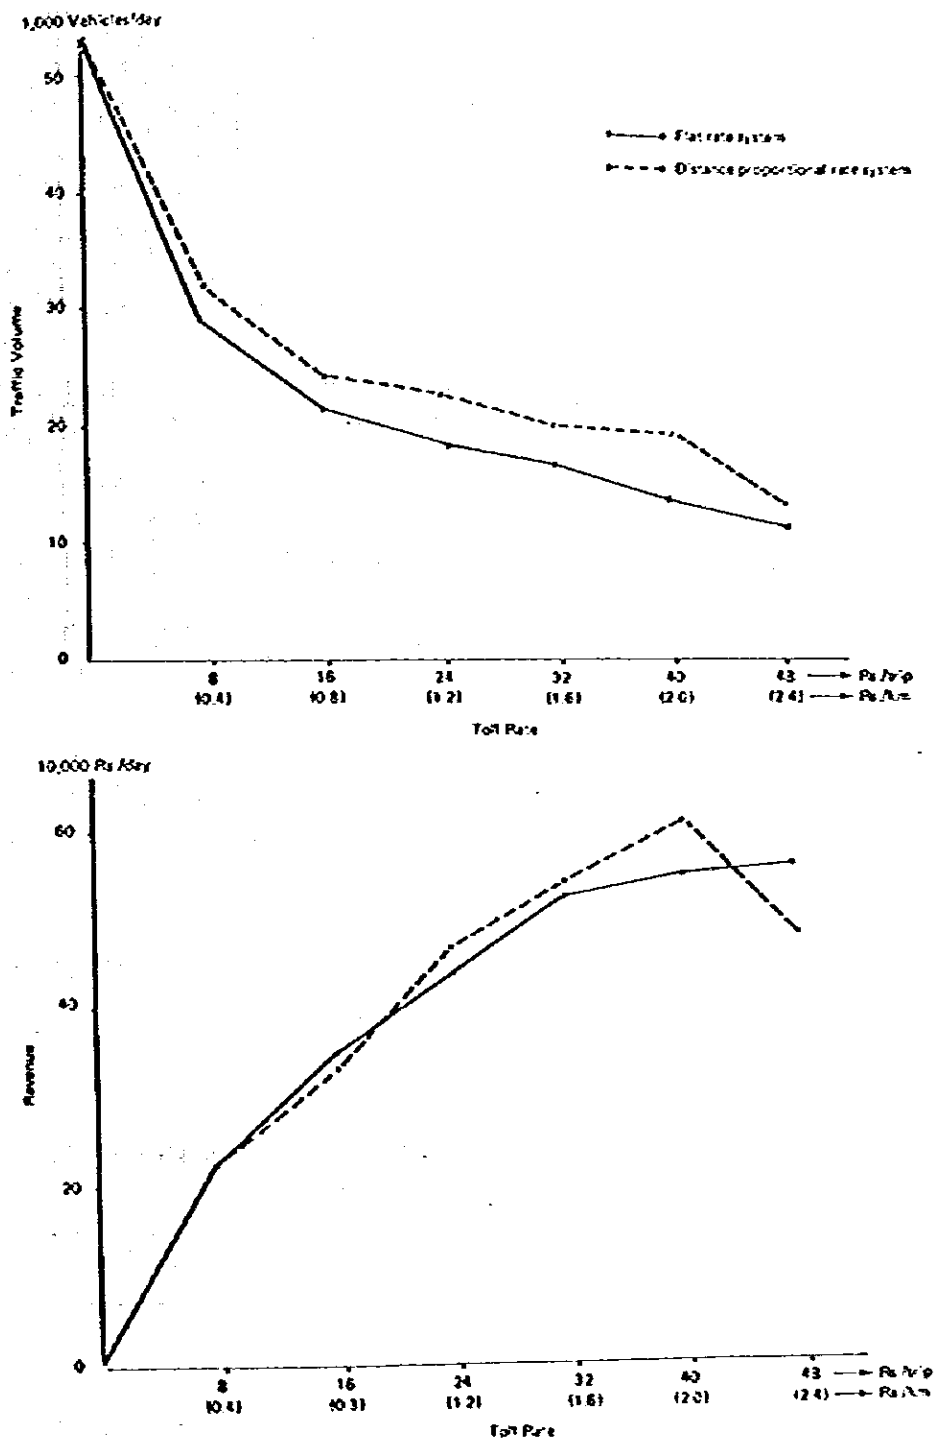 1,000 Vehicles/day
50
Flat rate system
Distance proportional rate system
40
30
Traffic Volume
20
10
0
8 16 24 32 40 48 Rs/trip
(0.4) (0.8) (1.2) (1.6) (2.0) (2.4) Rs/km
Toll Rate
10,000 Rs/day
60
40
Revenue
20
0
8 16 24 32 40 48 Rs/trip
(0.4) (0.8) (1.2) (1.6) (2.0) (2.4) Rs/km
Toll Rate